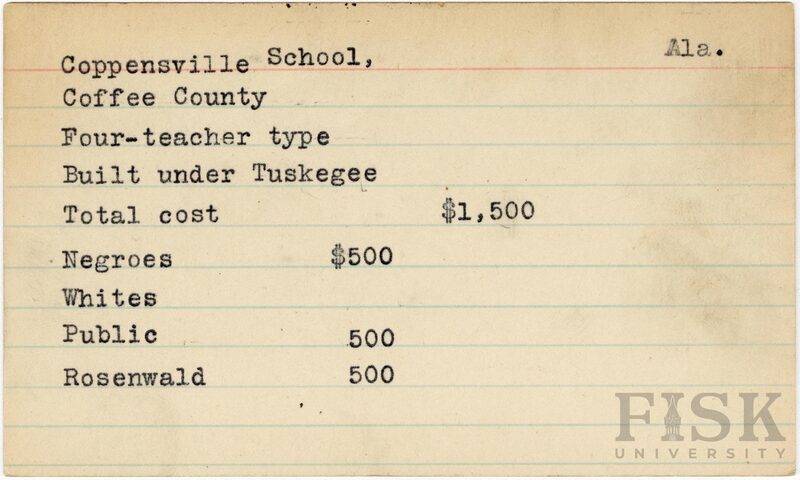 Coppensville School, Ala.
Coffee County
Four-teacher type
Built under Tuskegee
Total cost $1,500
Negroes $500
Whites
Public 500
Rosenwald 500
FISK
UNIVERSITY